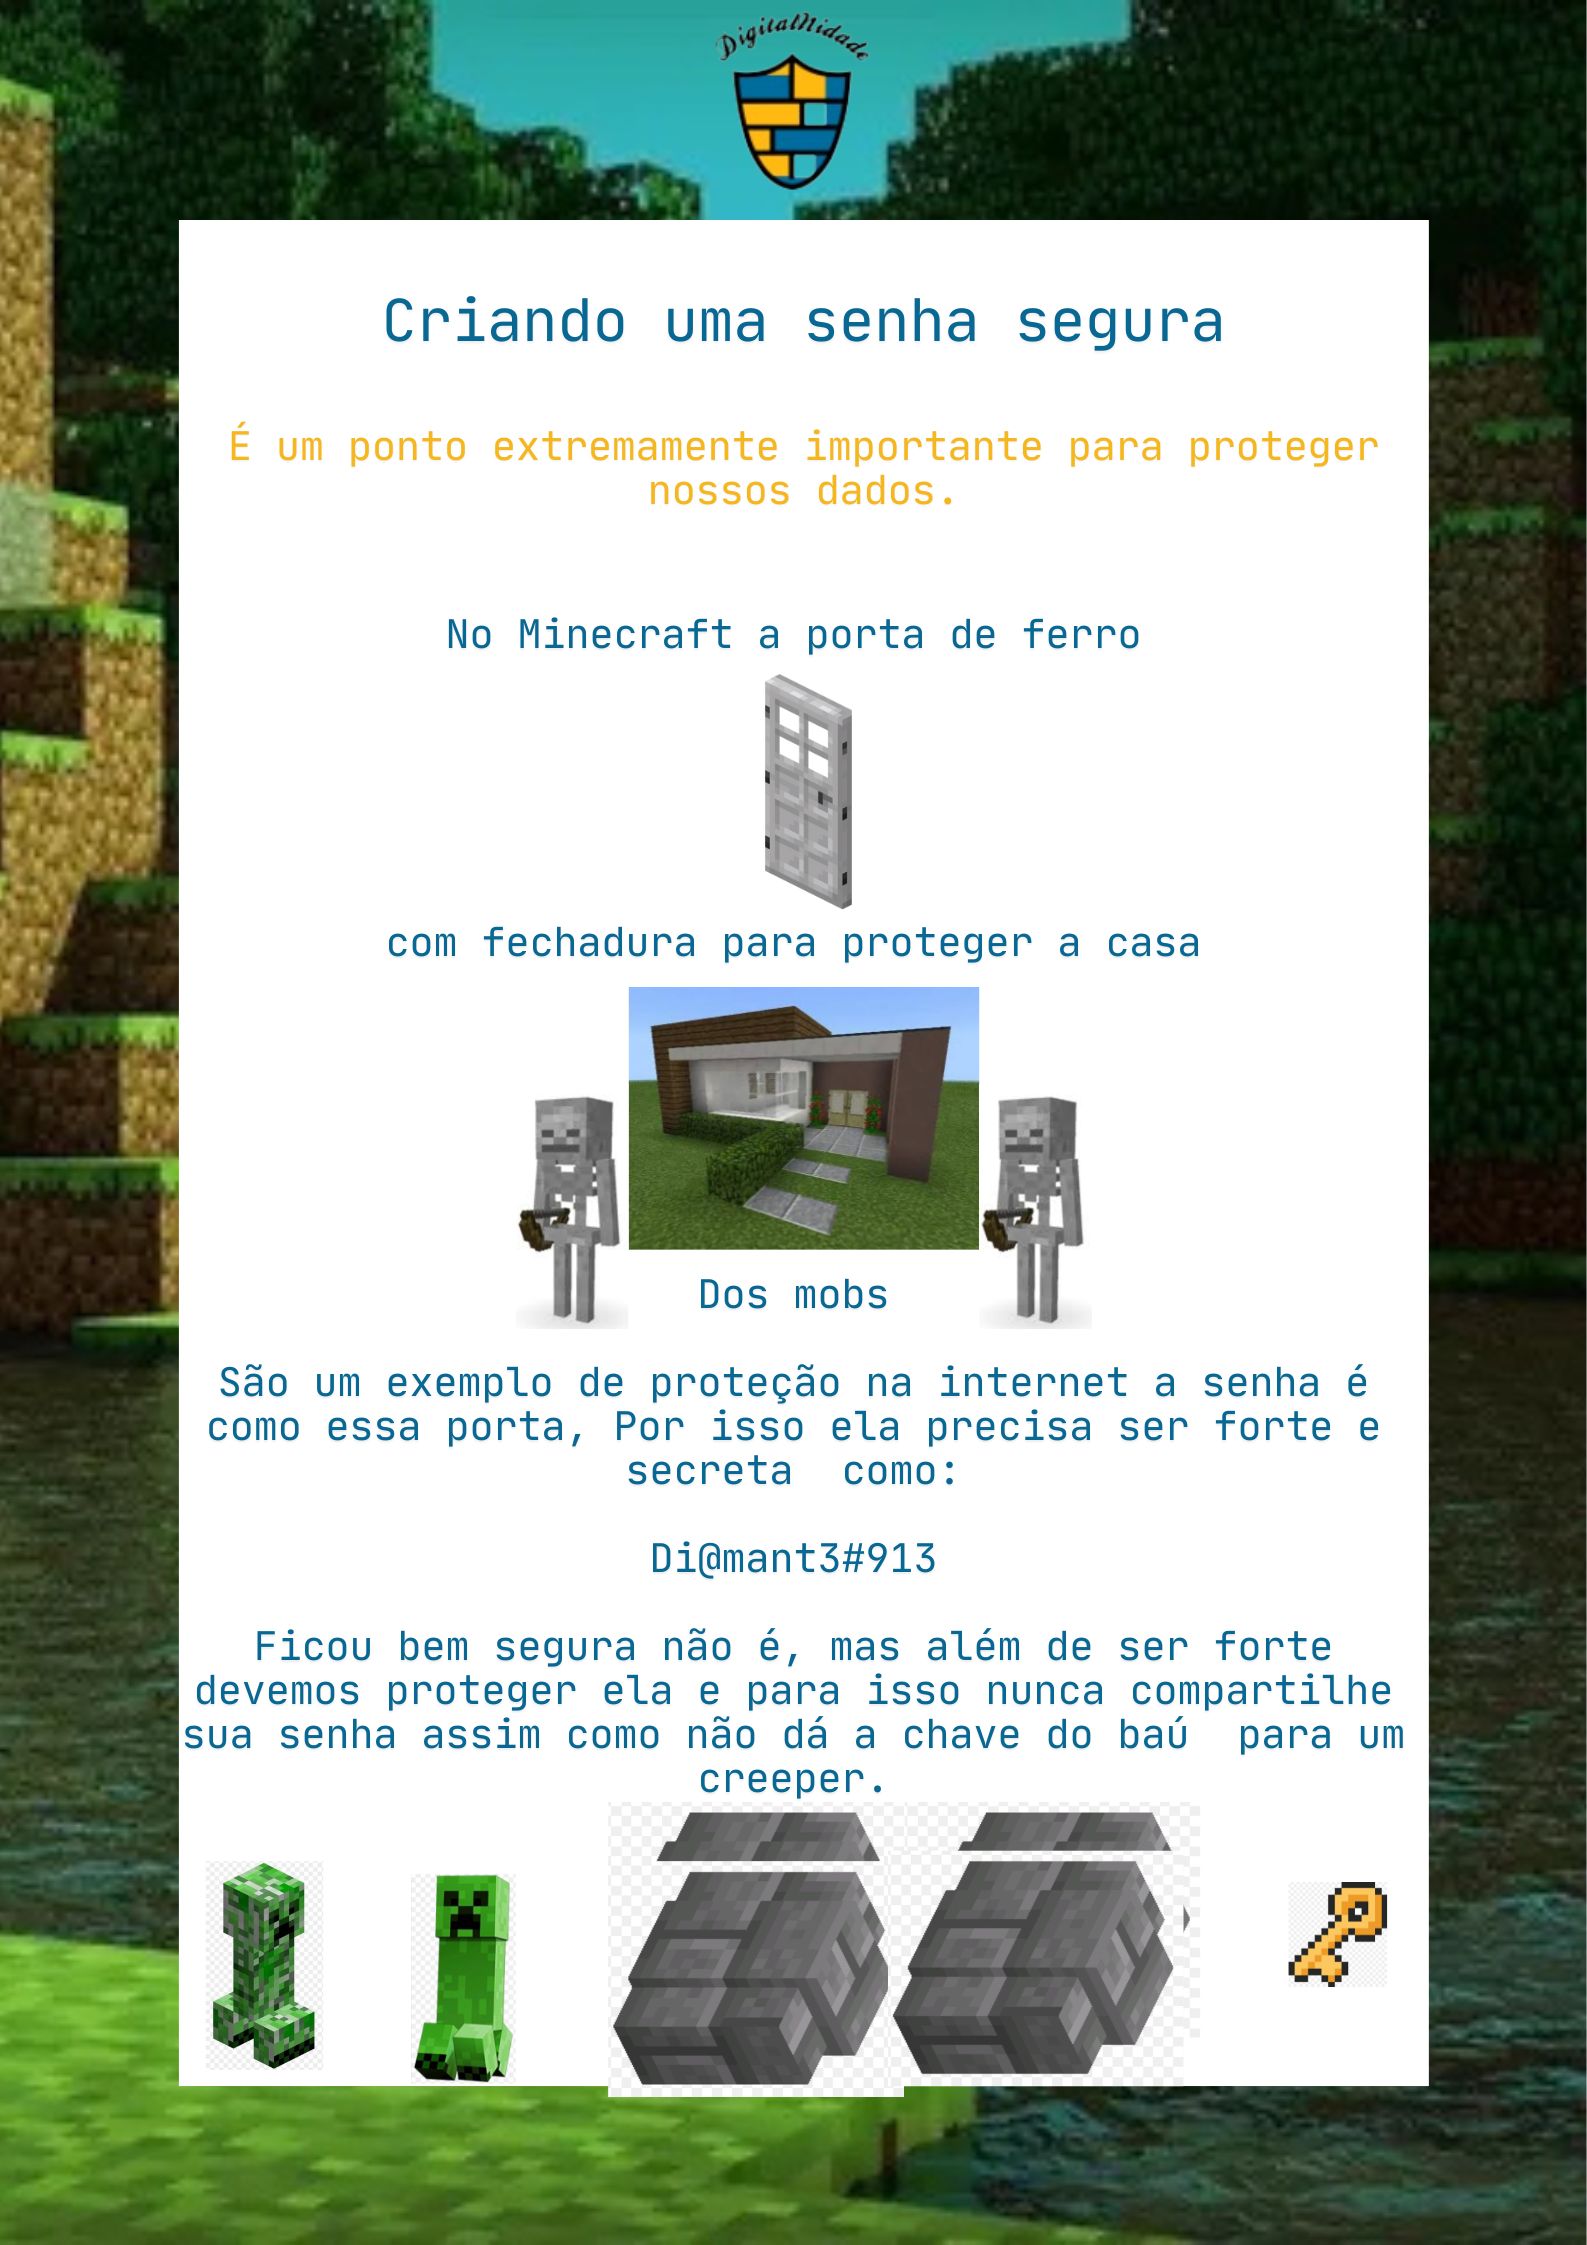 DigitalNidade
Criando uma senha segura
É um ponto extremamente importante para proteger
nossos dados.
No Minecraft a porta de ferro
com fechadura para proteger a casa
Dos mobs
São um exemplo de proteção na internet a senha é
como essa porta, Por isso ela precisa ser forte e
secreta  como:
Di@mant3#913
Ficou bem segura não é, mas além de ser forte
devemos proteger ela e para isso nunca compartilhe
sua senha assim como não dá a chave do baú  para um
creeper.